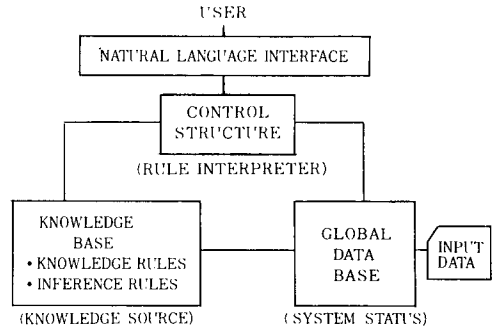 USER
NATURAL LANGUAGE INTERFACE
CONTROL
STRUCTURE
(RULE INTERPRETER)
KNOWLEDGE
BASE
• KNOWLEDGE RULES
• INFERENCE RULES
(KNOWLEDGE SOURCE)
GLOBAL
DATA
BASE
(SYSTEM STATUS)
INPUT
DATA